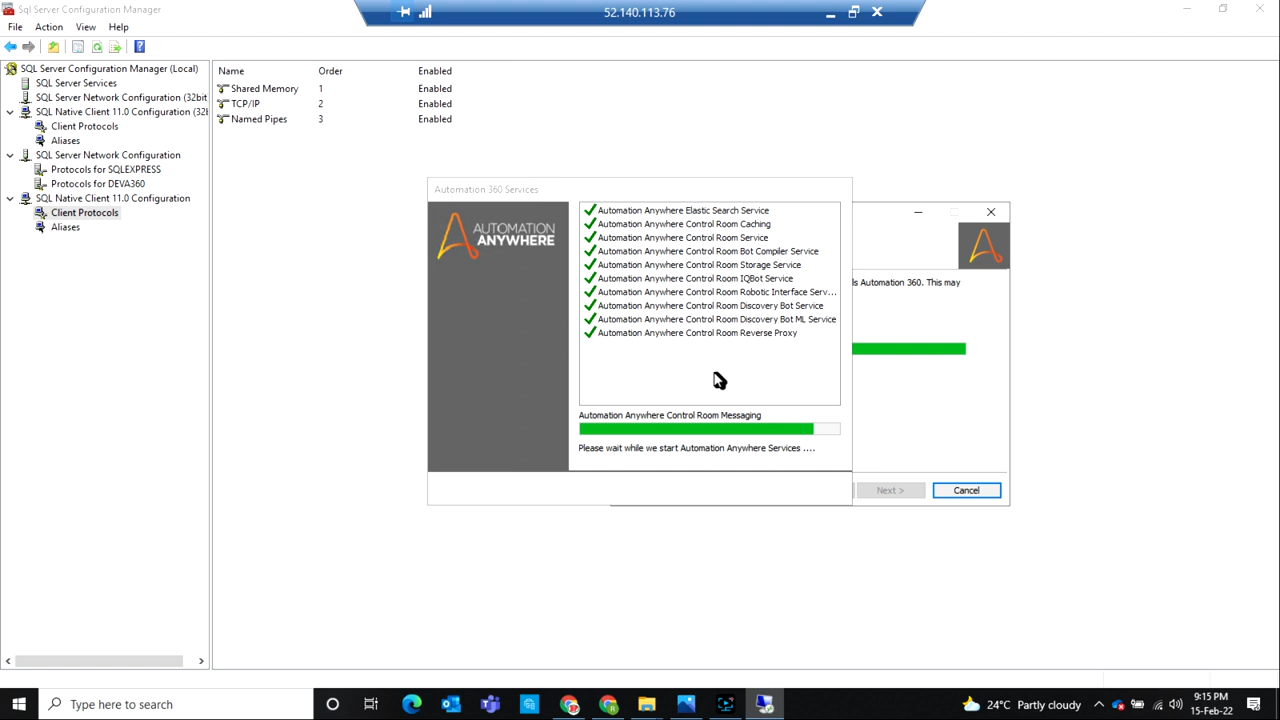 Sql Server Configuration Manager
52.140.113.76
File Action View Help
SQL Server Configuration Manager (Local)
SQL Server Services
SQL Server Network Configuration (32bit
SQL Native Client 11.0 Configuration (32l
Client Protocols
Aliases
SQL Server Network Configuration
Protocols for SQLEXPRESS
Protocols for DEVA360
SQL Native Client 11.0 Configuration
Client Protocols
Aliases
Name Order Enabled
Shared Memory 1 Enabled
TCP/IP 2 Enabled
Named Pipes 3 Enabled
Automation 360 Services
AUTOMATION
ANYWHERE
Automation Anywhere Elastic Search Service
Automation Anywhere Control Room Caching
Automation Anywhere Control Room Service
Automation Anywhere Control Room Bot Compiler Service
Automation Anywhere Control Room Storage Service
Automation Anywhere Control Room IQBot Service
Automation Anywhere Control Room Robotic Interface Serv...
Automation Anywhere Control Room Discovery Bot Service
Automation Anywhere Control Room Discovery Bot ML Service
Automation Anywhere Control Room Reverse Proxy
Automation Anywhere Control Room Messaging
Please wait while we start Automation Anywhere Services ....
ls Automation 360. This may
Next > Cancel
Type here to search
24°C Partly cloudy
9:15 PM
15-Feb-22